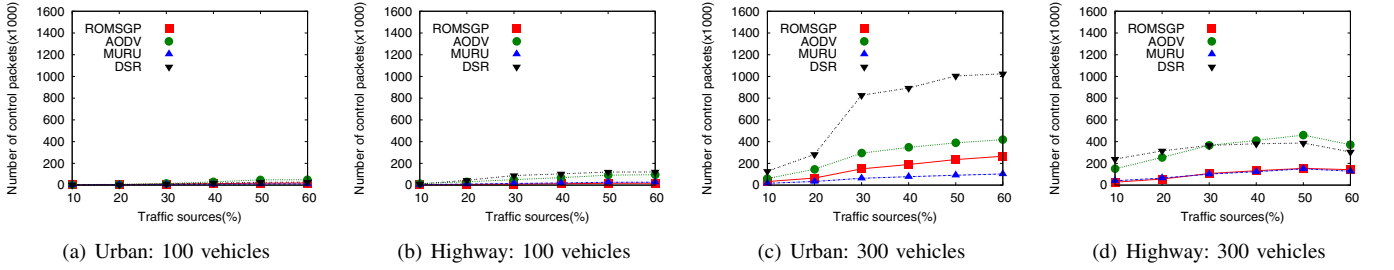 Number of control packets(x1000)
1600
1400
1200
1000
800
600
400
200
0
ROMSGP
AODV
MURU
DSR
10 20 30 40 50 60
Traffic sources(%)
(a) Urban: 100 vehicles
Number of control packets(x1000)
1600
1400
1200
1000
800
600
400
200
0
ROMSGP
AODV
MURU
DSR
10 20 30 40 50 60
Traffic sources(%)
(b) Highway: 100 vehicles
Number of control packets(x1000)
1600
1400
1200
1000
800
600
400
200
0
ROMSGP
AODV
MURU
DSR
10 20 30 40 50 60
Traffic sources(%)
(c) Urban: 300 vehicles
Number of control packets(x1000)
1600
1400
1200
1000
800
600
400
200
0
ROMSGP
AODV
MURU
DSR
10 20 30 40 50 60
Traffic sources(%)
(d) Highway: 300 vehicles